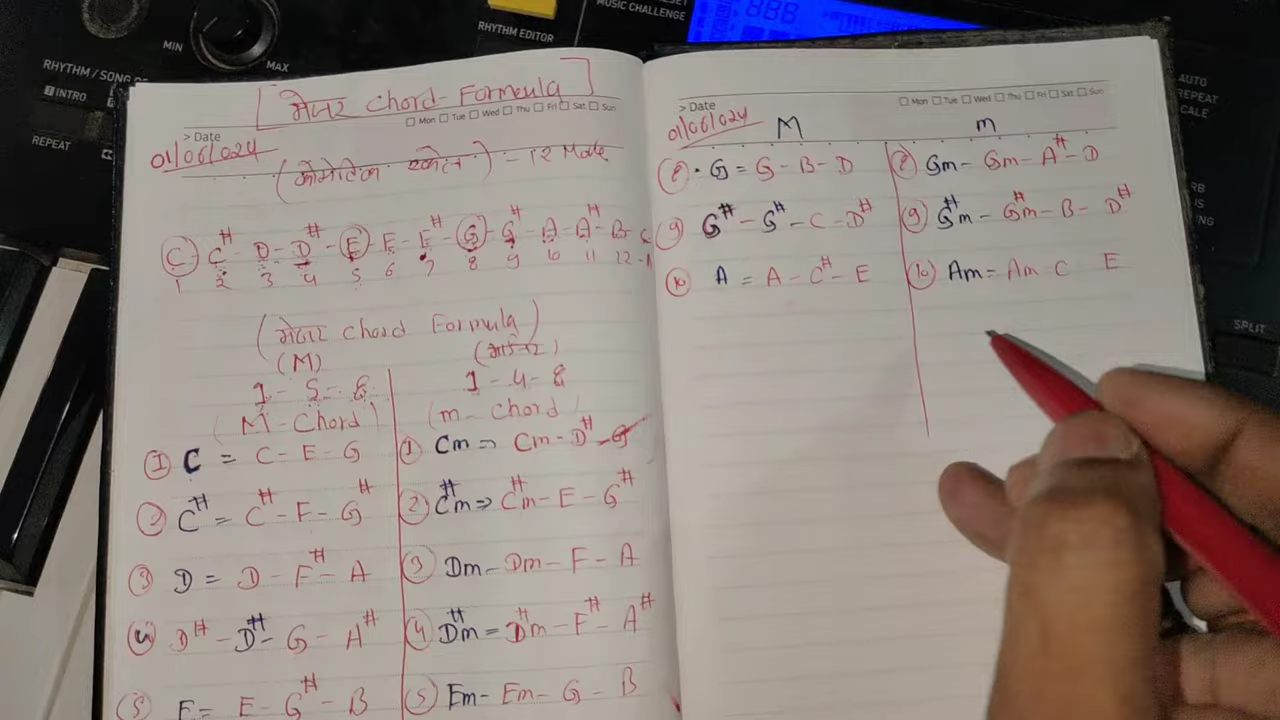 888
MUSIC CHALLENGE
RHYTHM EDITOR
MIN
MAX
RHYTHM / SONG
INTRO
REPEAT
AUTO
REPEAT
SPLIT
[मेजर Chord Formula]
Mon Tue Wed Thu Fri Sat Sun
> Date
01/06/024
(क्रोमेटिक स्केल) - 12
C - C# - D - D# - E - F - F# - G - G# - A - A# - B - C
1 2 3 4 5 6 7 8 9 10 11 12 - 1
(मेजर Chord Formula)
(M)
1 - 5 - 8
1 - 4 - 8
(M - Chord)
(m - Chord)
① C = C - E - G
① Cm => Cm - D# - G
② C# = C# - F - G#
② C#m => C#m - E - G#
③ D = D - F# - A
③ Dm - Dm - F - A
④ D# - D# - G - A#
④ D#m = D#m - F# - A#
⑤ E = E - G# - B
⑤ Em - Em - G - B
> Date
Mon Tue Wed Thu Fri Sat Sun
01/06/024
M
m
⑧ · G = G - B - D
⑧ Gm - Gm - A# - D
⑨ G# - G# - C - D#
⑨ G#m - G#m - B - D#
⑩ A = A - C# - E
⑩ Am = Am C E